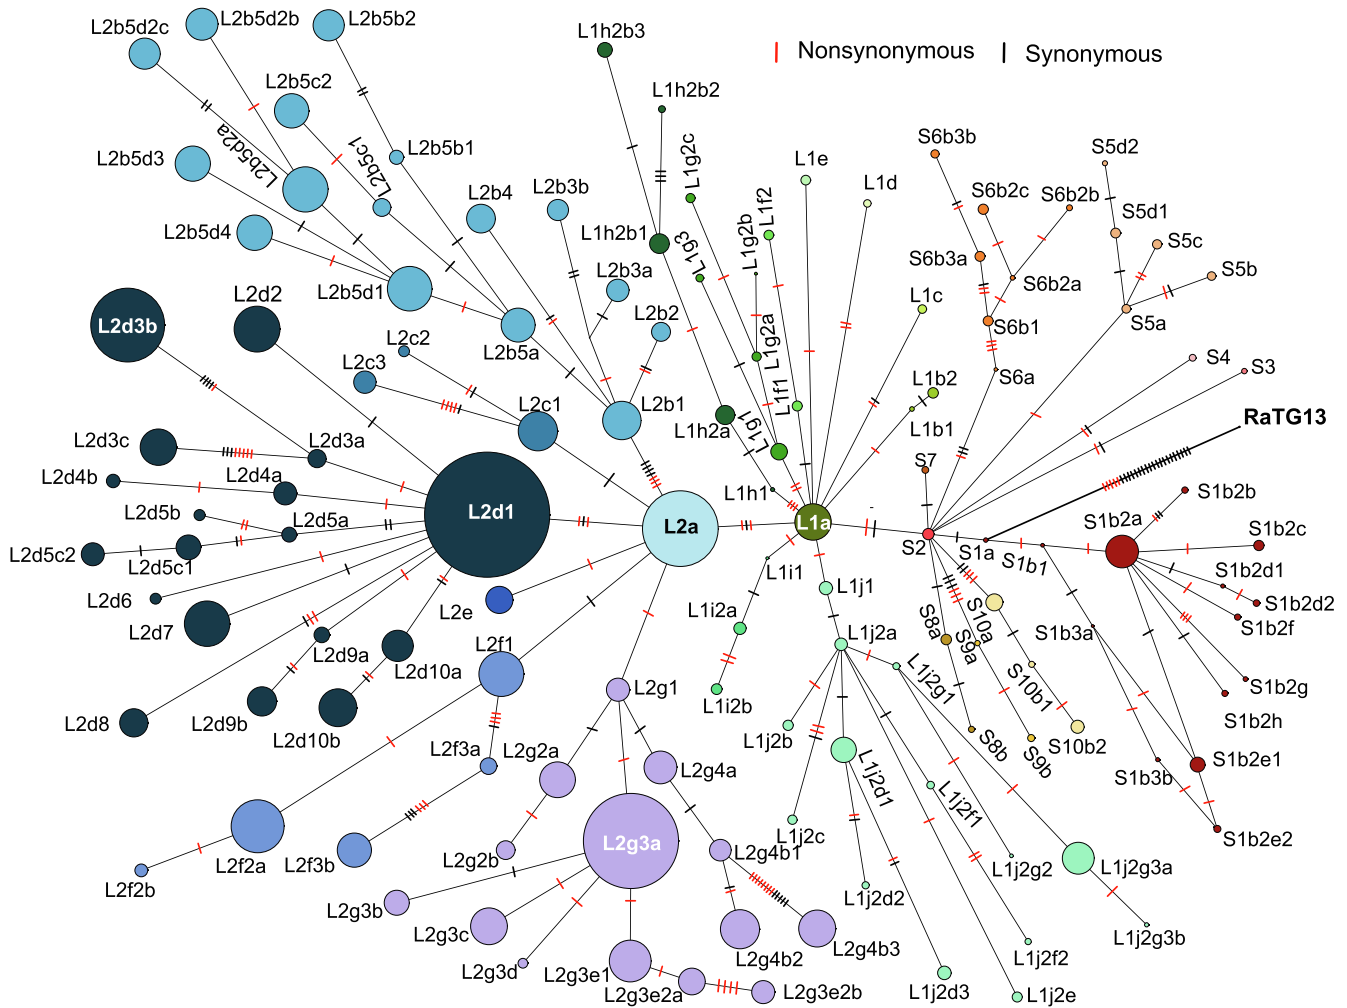 L2b5d2c
L2b5d2b
L2b5b2
L1h2b3
Nonsynonymous
Synonymous
L2b5c2
L1h2b2
L2b5d2a
L2b5c1
L2b5d3
L2b5b1
L1g2c
L1e
S6b3b
S5d2
L2b4
L2b3b
L1d
S6b2c
S6b2b
L2b5d4
L1h2b1
L1g3
L1g2b
L1f2
S5d1
S5c
S6b3a
L2b3a
S6b2a
S5b
L2d2
L2b5d1
L1c
L2d3b
L2b2
L1g2a
S6b1
S5a
L2c2
L2b5a
L2c3
S4
S3
L1f1
L1b2
S6a
L2c1
L2b1
L1h2a
L1g1
L1b1
RaTG13
L2d3c
L2d3a
S7
L2d4b
L2d4a
L1h1
S1b2b
L2d5b
L2d5a
L2d1
L2a
L1a
S1b2a
S1b2c
L2d5c2
L2d5c1
S2
S1a
S1b1
L1i1
S1b2d1
L2d6
L2e
L1j1
S10a
S1b2d2
L2d7
L1i2a
L1j2a
S8a
S9a
S1b3a
S1b2f
L2f1
L2d9a
L2d10a
L2g1
L1j2g1
S10b1
S1b2g
L1i2b
L2d8
L2d9b
L2d10b
S1b2h
L1j2b
L2f3a
L2g2a
L2g4a
L1j2d1
S8b
S9b
S10b2
S1b3b
S1b2e1
L1j2f1
L2g3a
L1j2c
L2f2a
L2f3b
L2g2b
L2g4b1
L1j2g2
L1j2g3a
S1b2e2
L2f2b
L2g3b
L1j2d2
L2g3c
L2g4b2
L2g4b3
L1j2g3b
L2g3d
L2g3e1
L1j2f2
L2g3e2a
L2g3e2b
L1j2d3
L1j2e